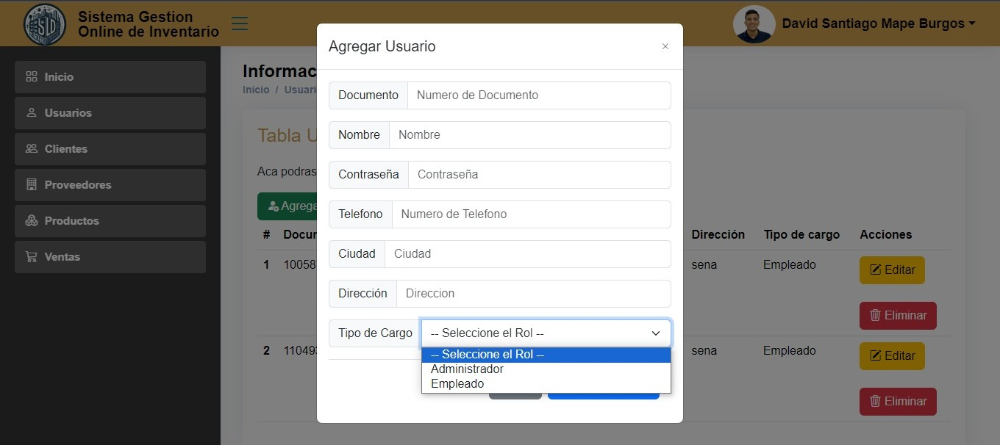 Sistema Gestion
Online de Inventario
David Santiago Mape Burgos
Inicio
Usuarios
Clientes
Proveedores
Productos
Ventas
Informac
Inicio / Usuari
Tabla U
Aca podras
Agrega
# Docum Dirección Tipo de cargo Acciones
1 10058 sena Empleado Editar
Eliminar
2 11049 sena Empleado Editar
Eliminar
Agregar Usuario ×
Documento Numero de Documento
Nombre Nombre
Contraseña Contraseña
Telefono Numero de Telefono
Ciudad Ciudad
Dirección Direccion
Tipo de Cargo -- Seleccione el Rol --
-- Seleccione el Rol --
Administrador
Empleado